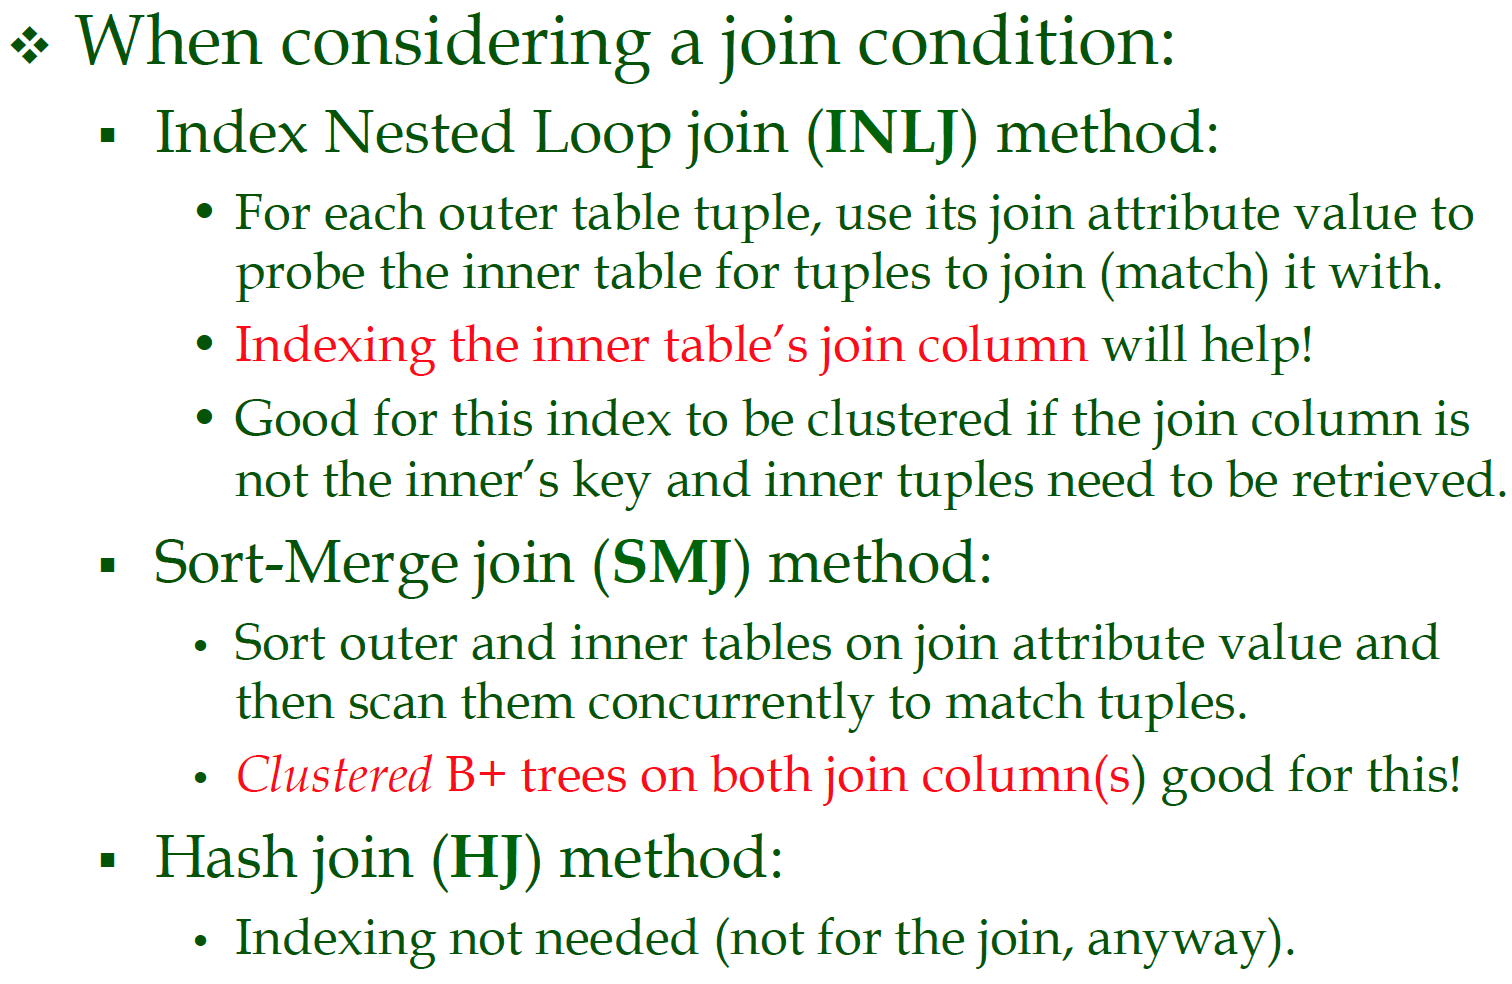 ❖ When considering a join condition:
▪ Index Nested Loop join (INLJ) method:
• For each outer table tuple, use its join attribute value to
probe the inner table for tuples to join (match) it with.
• Indexing the inner table’s join column will help!
• Good for this index to be clustered if the join column is
not the inner’s key and inner tuples need to be retrieved.
▪ Sort-Merge join (SMJ) method:
• Sort outer and inner tables on join attribute value and
then scan them concurrently to match tuples.
• Clustered B+ trees on both join column(s) good for this!
▪ Hash join (HJ) method:
• Indexing not needed (not for the join, anyway).